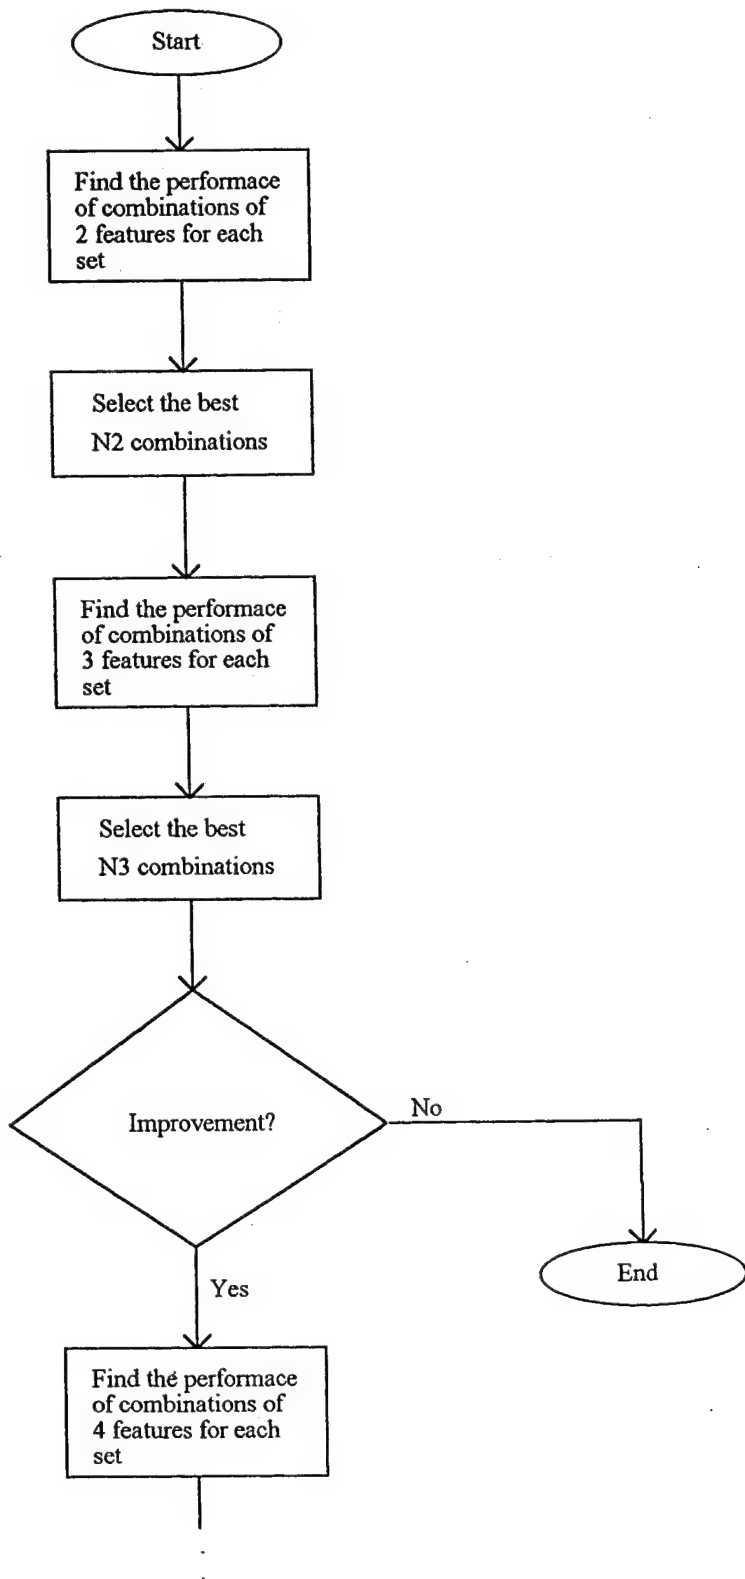 Start
Find the performace
of combinations of
2 features for each
set
Select the best
N2 combinations
Find the performace
of combinations of
3 features for each
set
Select the best
N3 combinations
Improvement?
No
End
Yes
Find the performace
of combinations of
4 features for each
set